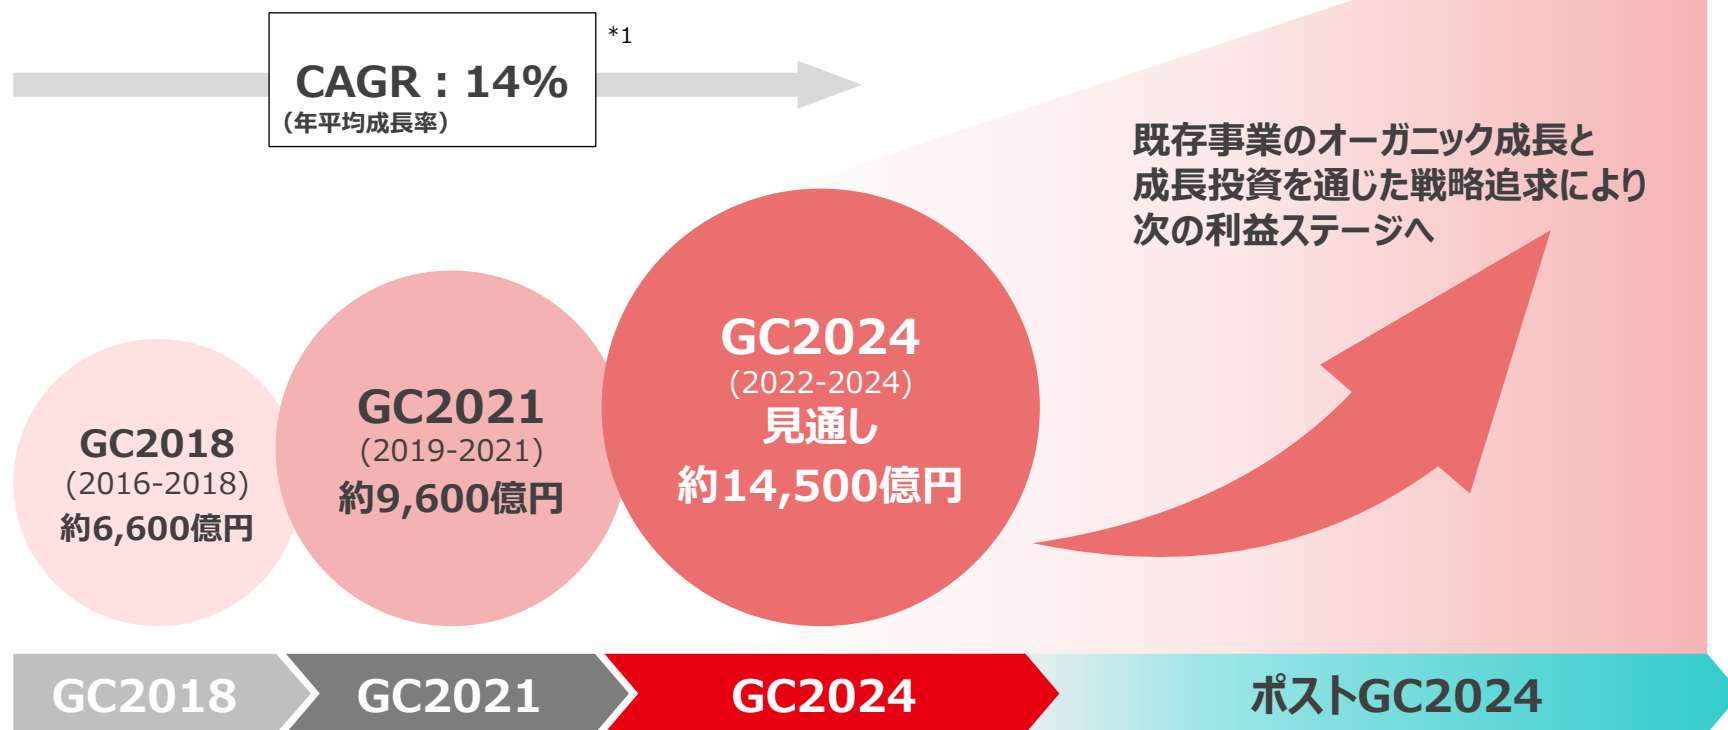 *1
CAGR：14%
（年平均成長率）
既存事業のオーガニック成長と
成長投資を通じた戦略追求により
次の利益ステージへ
GC2018
(2016-2018)
約6,600億円
GC2021
(2019-2021)
約9,600億円
GC2024
(2022-2024)
見通し
約14,500億円
GC2018
GC2021
GC2024
ポストGC2024